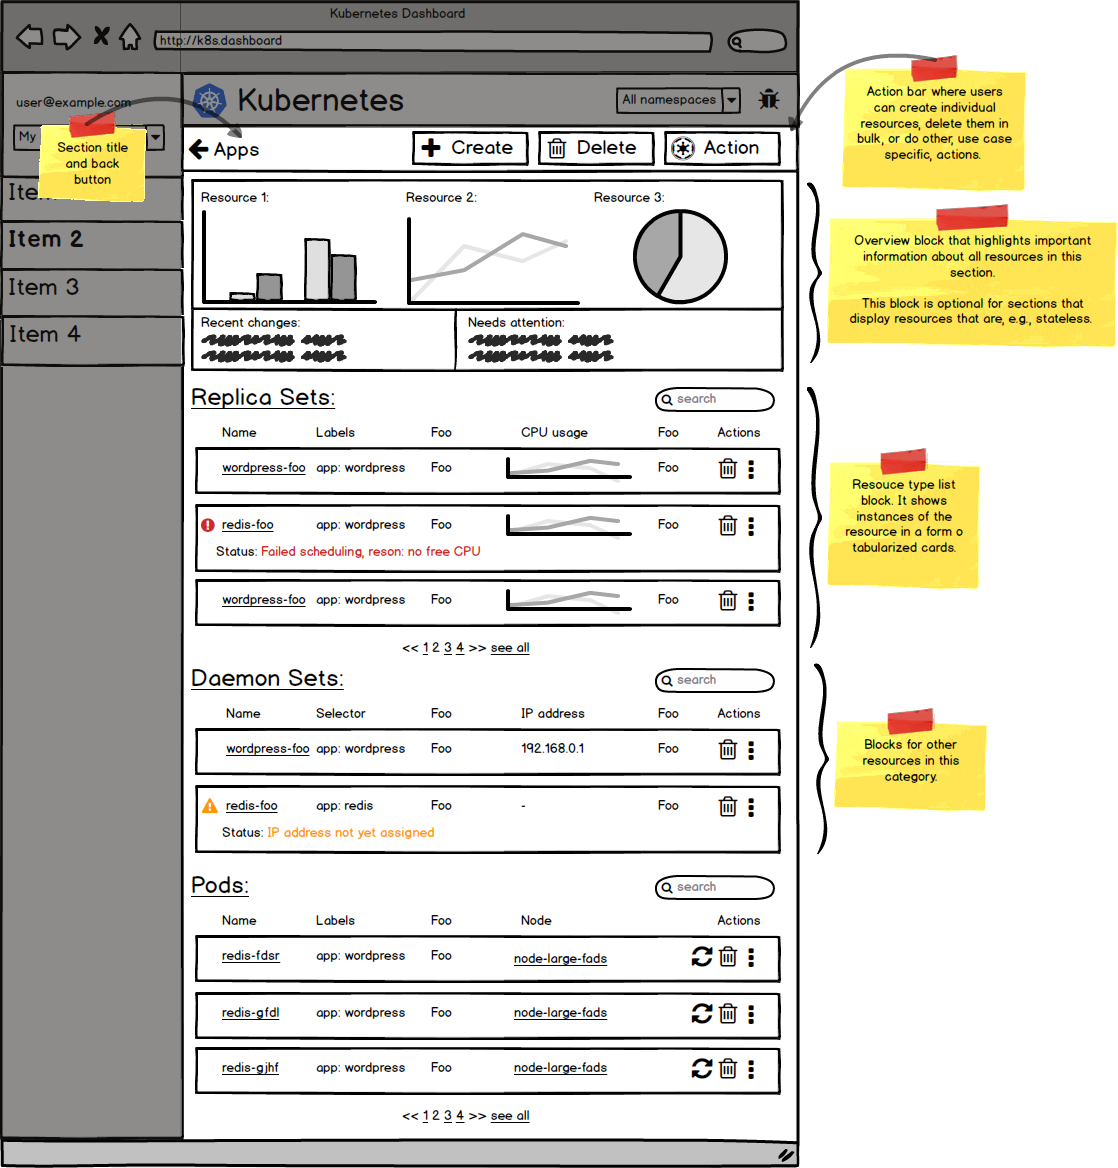 Kubernetes Dashboard
http://k8s.dashboard
user@example.com
Kubernetes
All namespaces
My
Section title
and back
button
Apps
Create
Delete
Action
Action bar where users
can create individual
resources, delete them in
bulk, or do other, use case
specific, actions.
Item 2
Item 3
Item 4
Resource 1:
Resource 2:
Resource 3:
Recent changes:
Needs attention:
Overview block that highlights important
information about all resources in this
section.
This block is optional for sections that
display resources that are, e.g., stateless.
Replica Sets:
search
Name Labels Foo CPU usage Foo Actions
wordpress-foo app: wordpress Foo Foo
redis-foo app: wordpress Foo Foo
Status: Failed scheduling, reson: no free CPU
wordpress-foo app: wordpress Foo Foo
<< 1 2 3 4 >> see all
Resouce type list
block. It shows
instances of the
resource in a form o
tabularized cards.
Daemon Sets:
search
Name Selector Foo IP address Foo Actions
wordpress-foo app: wordpress Foo 192.168.0.1 Foo
redis-foo app: redis Foo - Foo
Status: IP address not yet assigned
Blocks for other
resources in this
category.
Pods:
search
Name Labels Foo Node Actions
redis-fdsr app: wordpress Foo node-large-fads
redis-gfdl app: wordpress Foo node-large-fads
redis-gjhf app: wordpress Foo node-large-fads
<< 1 2 3 4 >> see all